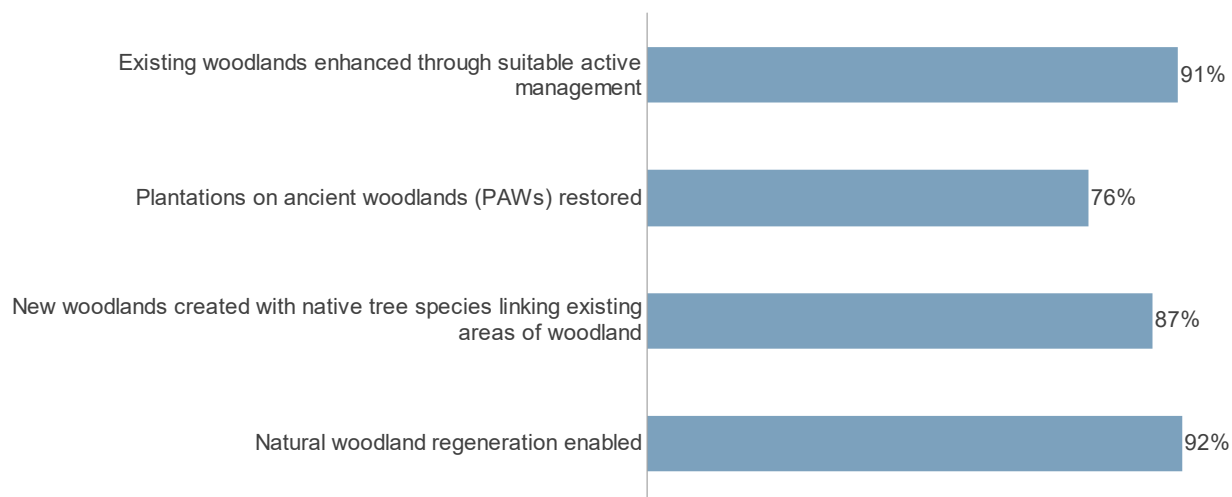 Existing woodlands enhanced through suitable active
management
91%
Plantations on ancient woodlands (PAWs) restored
76%
New woodlands created with native tree species linking existing
areas of woodland
87%
Natural woodland regeneration enabled
92%